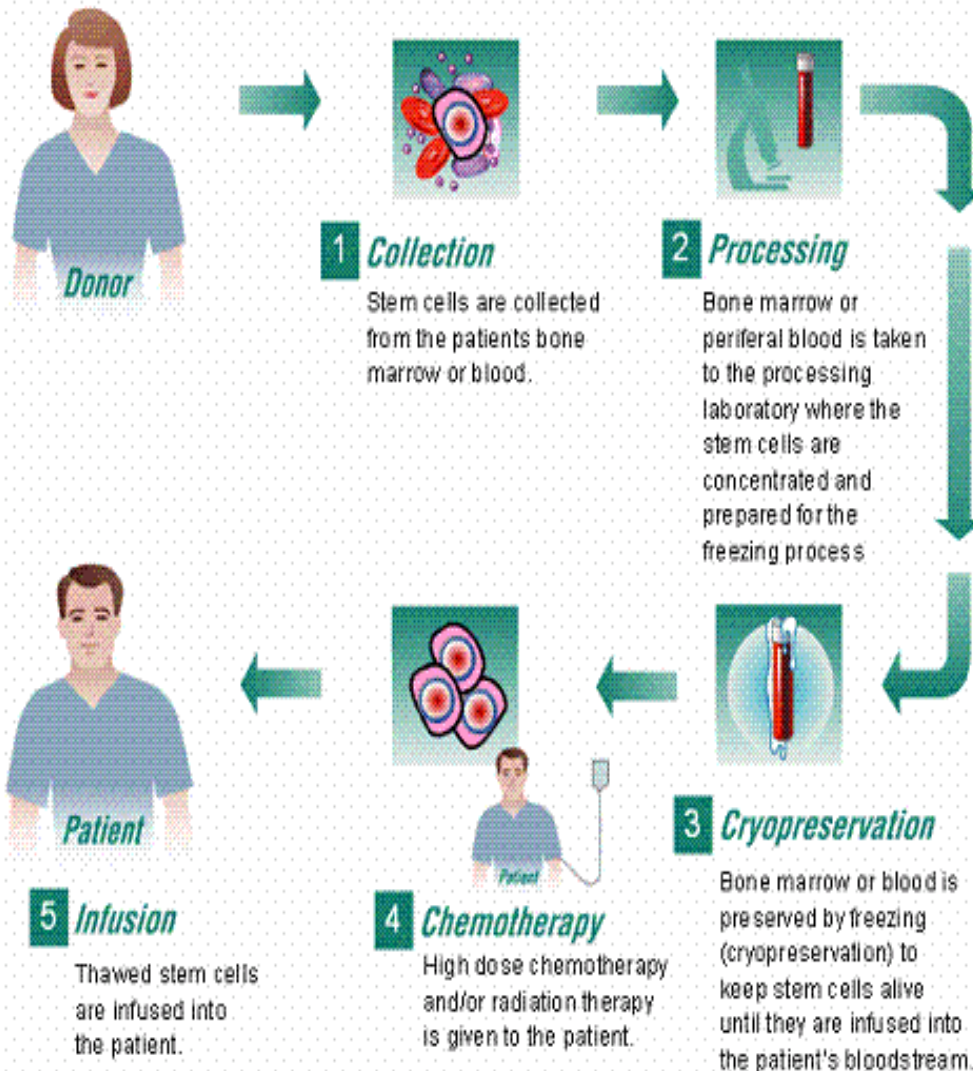 Donor
1 Collection
Stem cells are collected
from the patients bone
marrow or blood.
2 Processing
Bone marrow or
periferal blood is taken
to the processing
laboratory where the
stem cells are
concentrated and
prepared for the
freezing process
3 Cryopreservation
Bone marrow or blood is
preserved by freezing
(cryopreservation) to
keep stem cells alive
until they are infused into
the patient's bloodstream.
Patient
4 Chemotherapy
High dose chemotherapy
and/or radiation therapy
is given to the patient.
Patient
5 Infusion
Thawed stem cells
are infused into
the patient.